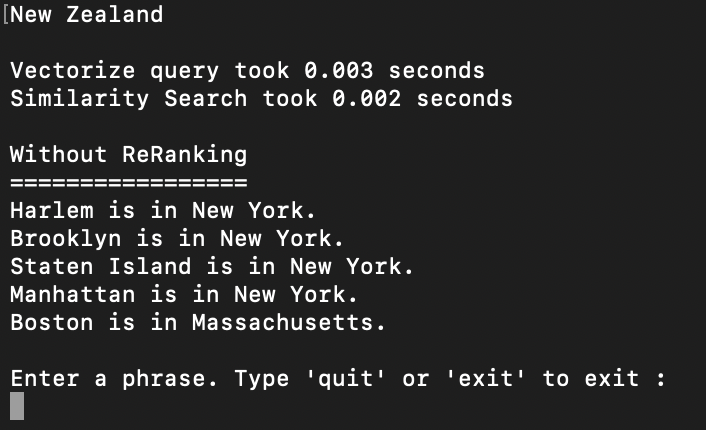 [New Zealand
Vectorize query took 0.003 seconds
Similarity Search took 0.002 seconds
Without ReRanking
=================
Harlem is in New York.
Brooklyn is in New York.
Staten Island is in New York.
Manhattan is in New York.
Boston is in Massachusetts.
Enter a phrase. Type 'quit' or 'exit' to exit :